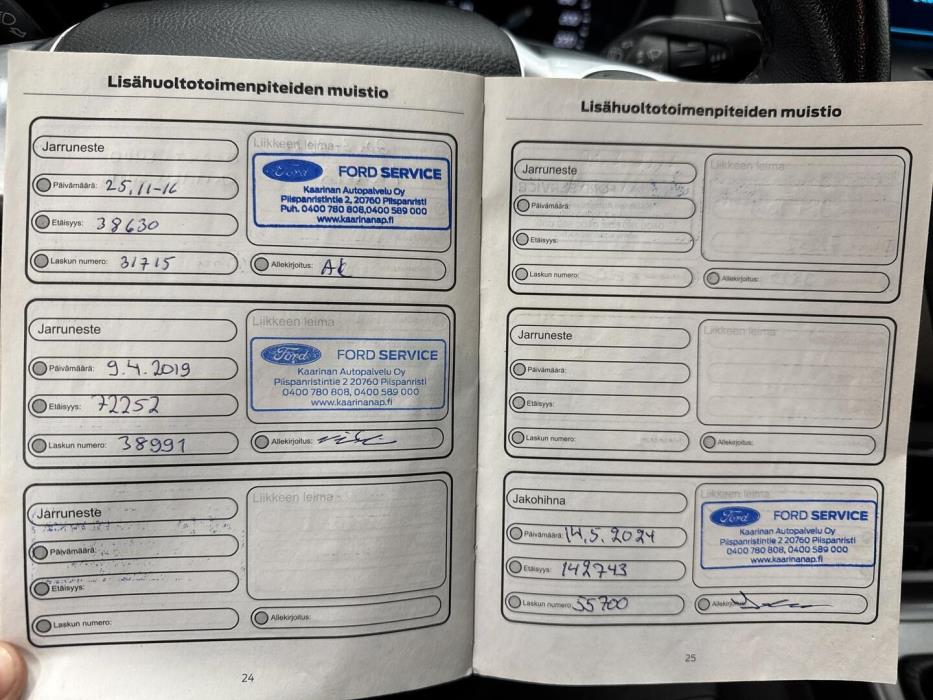 Lisähuoltotoimenpiteiden muistio
Jarruneste
Päivämäärä: 25.11-16
Etäisyys: 38630
Laskun numero: 31715
Liikkeen leima
Ford FORD SERVICE
Kaarinan Autopalvelu Oy
Piispanristintie 2, 20760 Piispanristi
Puh. 0400 780 808,0400 589 000
www.kaarinanap.fi
Allekirjoitus: AK
Jarruneste
Päivämäärä: 9.4.2019
Etäisyys: 72252
Laskun numero: 38991
Liikkeen leima
Ford FORD SERVICE
Kaarinan Autopalvelu Oy
Piispanristintie 2 20760 Piispanristi
0400 780 808, 0400 589 000
www.kaarinanap.fi
Allekirjoitus:
Jarruneste
Päivämäärä:
Etäisyys:
Laskun numero:
Liikkeen leima
Allekirjoitus:
24
Lisähuoltotoimenpiteiden muistio
Jarruneste
Päivämäärä:
Etäisyys:
Laskun numero:
Liikkeen leima
Allekirjoitus:
Jarruneste
Päivämäärä:
Etäisyys:
Laskun numero:
Liikkeen leima
Allekirjoitus:
Jakohihna
Päivämäärä: 14.5.2024
Etäisyys: 142743
Laskun numero: 55700
Liikkeen leima
Ford FORD SERVICE
Kaarinan Autopalvelu Oy
Piispanristintie 2 20760 Piispanristi
0400 780 808, 0400 589 000
www.kaarinanap.fi
Allekirjoitus:
25